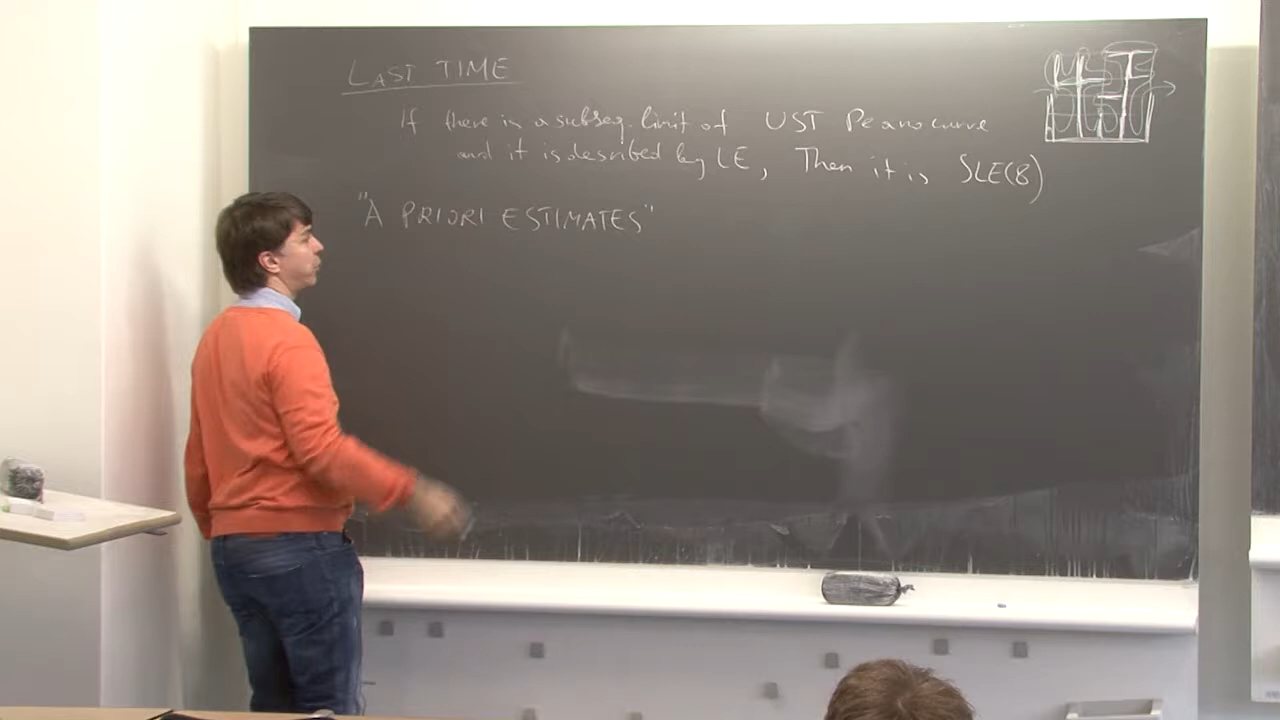 LAST TIME
If there is a subseq. limit of UST Peano curve
and it is described by LE, Then it is SLE(8)
"A PRIORI ESTIMATES"